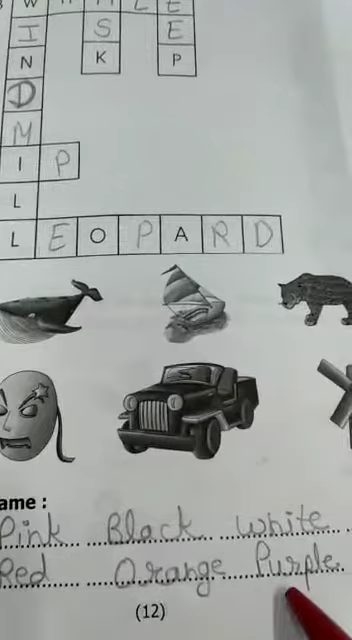 W H A L E
I S E
N K P
D
M
I P
L
L E O P A R D
ame :
Pink Black White
Red Orange Purple
(12)